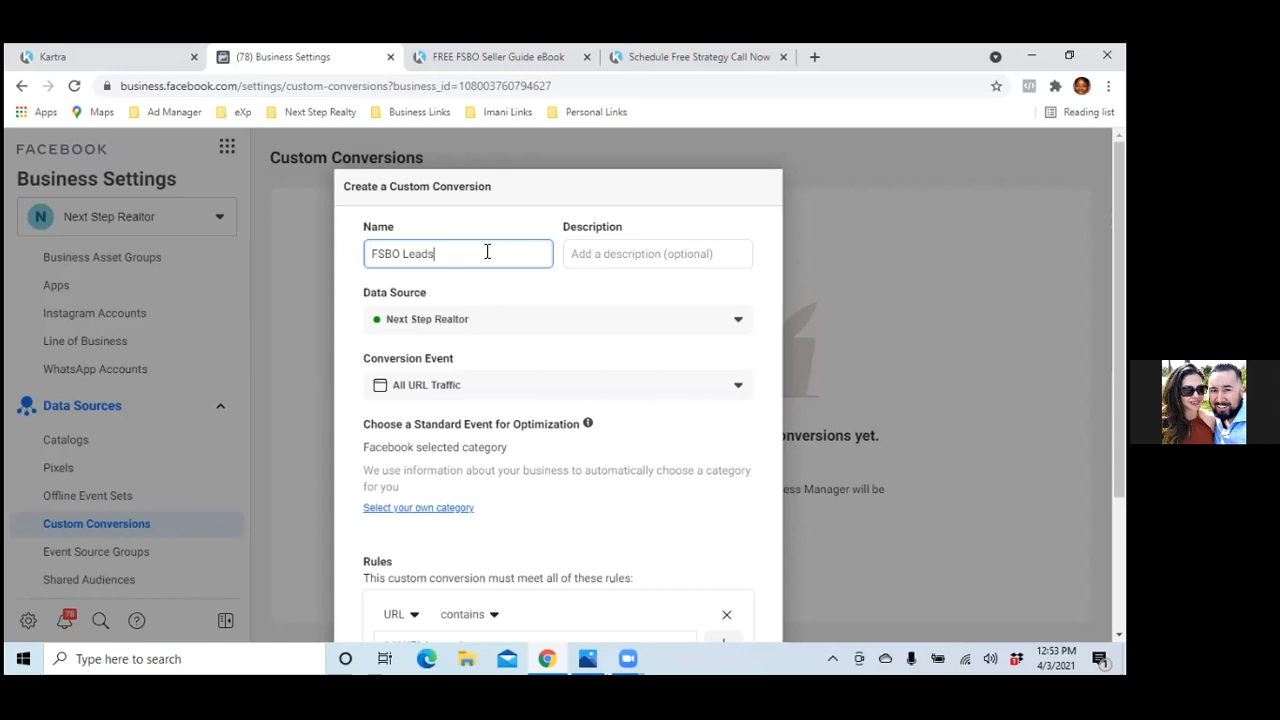 Kartra
(78) Business Settings
FREE FSBO Seller Guide eBook
Schedule Free Strategy Call Now
business.facebook.com/settings/custom-conversions?business_id=108003760794627
Apps
Maps
Ad Manager
eXp
Next Step Realty
Business Links
Imani Links
Personal Links
Reading list
FACEBOOK
Business Settings
N Next Step Realtor
Business Asset Groups
Apps
Instagram Accounts
Line of Business
WhatsApp Accounts
Data Sources
Catalogs
Pixels
Offline Event Sets
Custom Conversions
Event Source Groups
Shared Audiences
78
Custom Conversions
Create a Custom Conversion
Name
Description
FSBO Leads
Add a description (optional)
Data Source
Next Step Realtor
Conversion Event
All URL Traffic
Choose a Standard Event for Optimization
Facebook selected category
We use information about your business to automatically choose a category
for you
Select your own category
Rules
This custom conversion must meet all of these rules:
URL
contains
onversions yet.
ess Manager will be
Type here to search
12:53 PM
4/3/2021
1